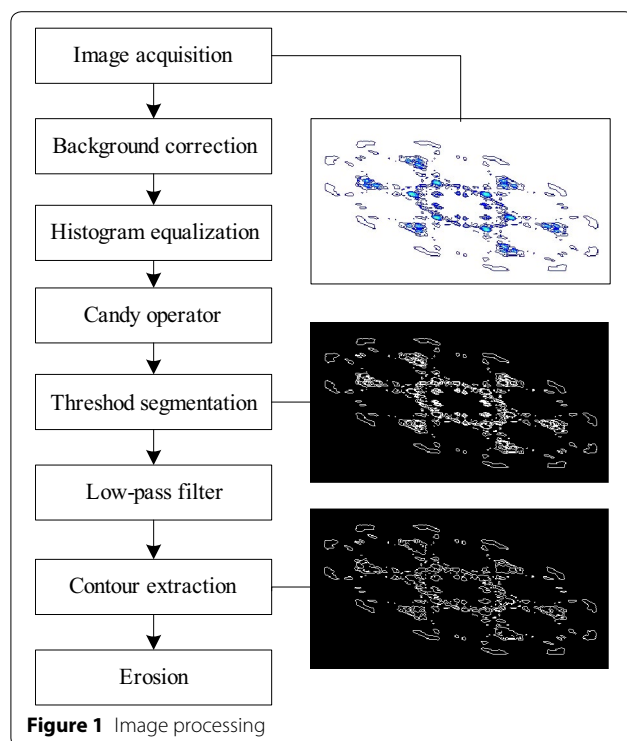 Image acquisition
Background correction
Histogram equalization
Candy operator
Threshod segmentation
Low-pass filter
Contour extraction
Erosion
Figure 1 Image processing